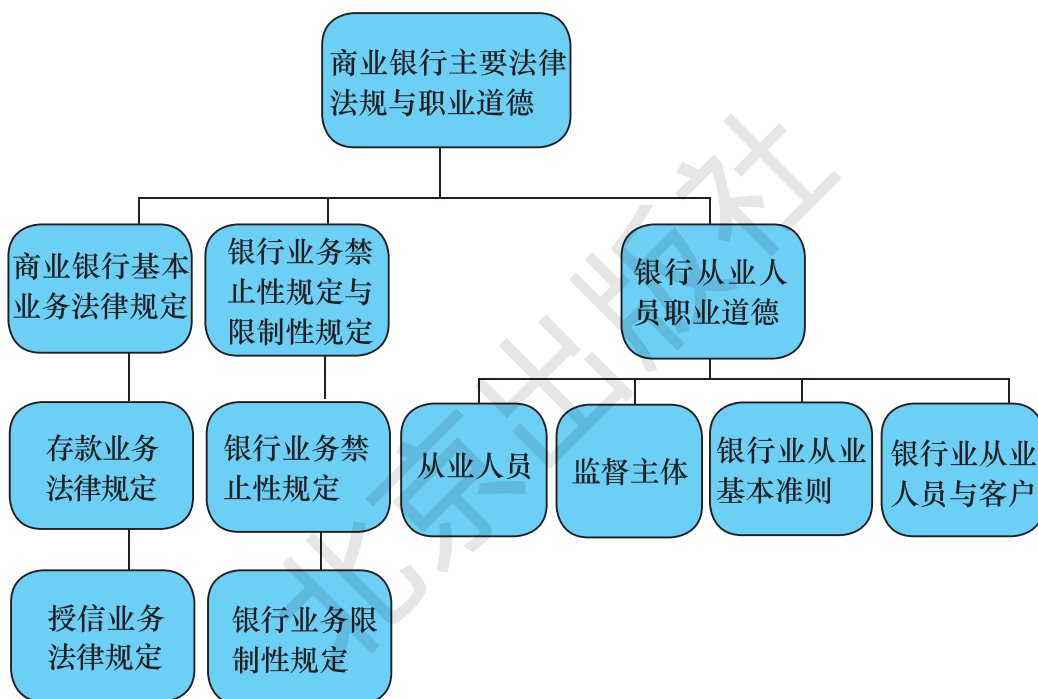 商业银行主要法律
法规与职业道德
商业银行基本
业务法律规定
银行业务禁
止性规定与
限制性规定
银行从业人
员职业道德
存款业务
法律规定
银行业务禁
止性规定
从业人员
监督主体
银行业从业
基本准则
银行业从业
人员与客户
授信业务
法律规定
银行业务限
制性规定
北京出版社